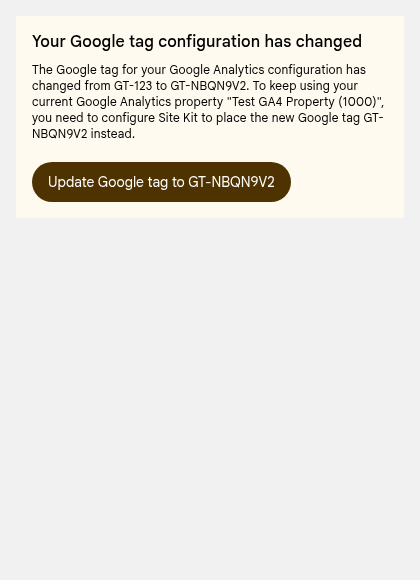 Your Google tag configuration has changed
The Google tag for your Google Analytics configuration has
changed from GT-123 to GT-NBQN9V2. To keep using your
current Google Analytics property "Test GA4 Property (1000)",
you need to configure Site Kit to place the new Google tag GT-
NBQN9V2 instead.
Update Google tag to GT-NBQN9V2